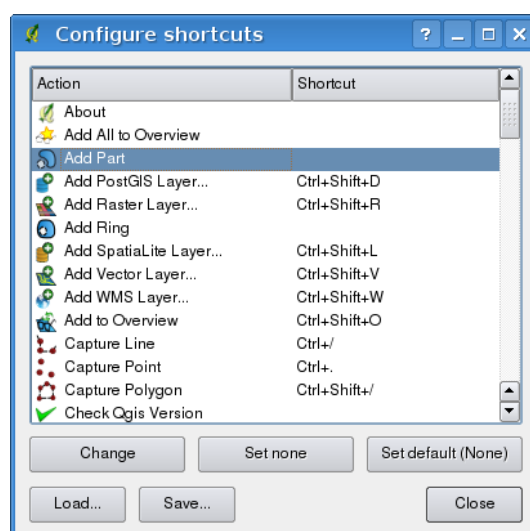 Configure shortcuts ?
Action Shortcut
About
Add All to Overview
Add Part
Add PostGIS Layer... Ctrl+Shift+D
Add Raster Layer... Ctrl+Shift+R
Add Ring
Add SpatiaLite Layer... Ctrl+Shift+L
Add Vector Layer... Ctrl+Shift+V
Add WMS Layer... Ctrl+Shift+W
Add to Overview Ctrl+Shift+O
Capture Line Ctrl+/
Capture Point Ctrl+.
Capture Polygon Ctrl+Shift+/
Check Qgis Version
Change Set none Set default (None)
Load... Save... Close